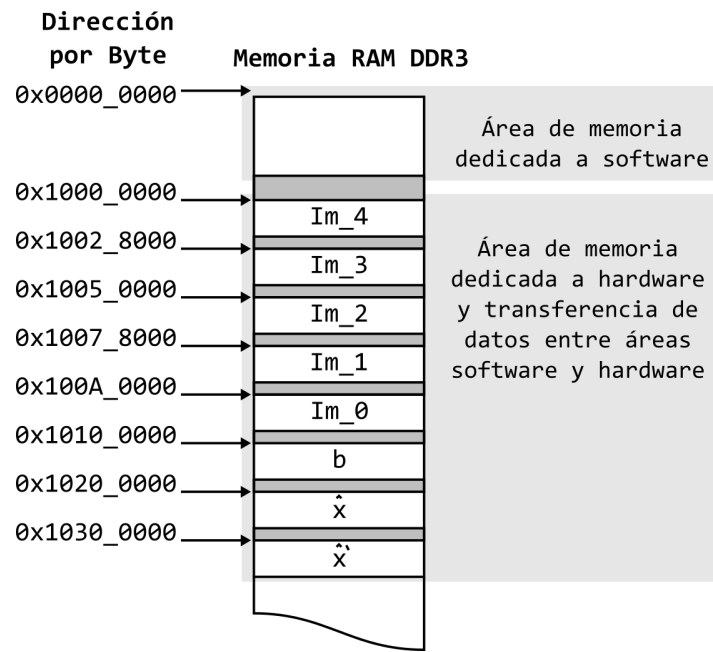 Dirección
por Byte
Memoria RAM DDR3
0x0000_0000
Área de memoria
dedicada a software
0x1000_0000
Im_4
0x1002_8000
Im_3
0x1005_0000
Im_2
0x1007_8000
Im_1
0x100A_0000
Im_0
0x1010_0000
b
0x1020_0000
x̂
0x1030_0000
x̂`
Área de memoria
dedicada a hardware
y transferencia de
datos entre áreas
software y hardware